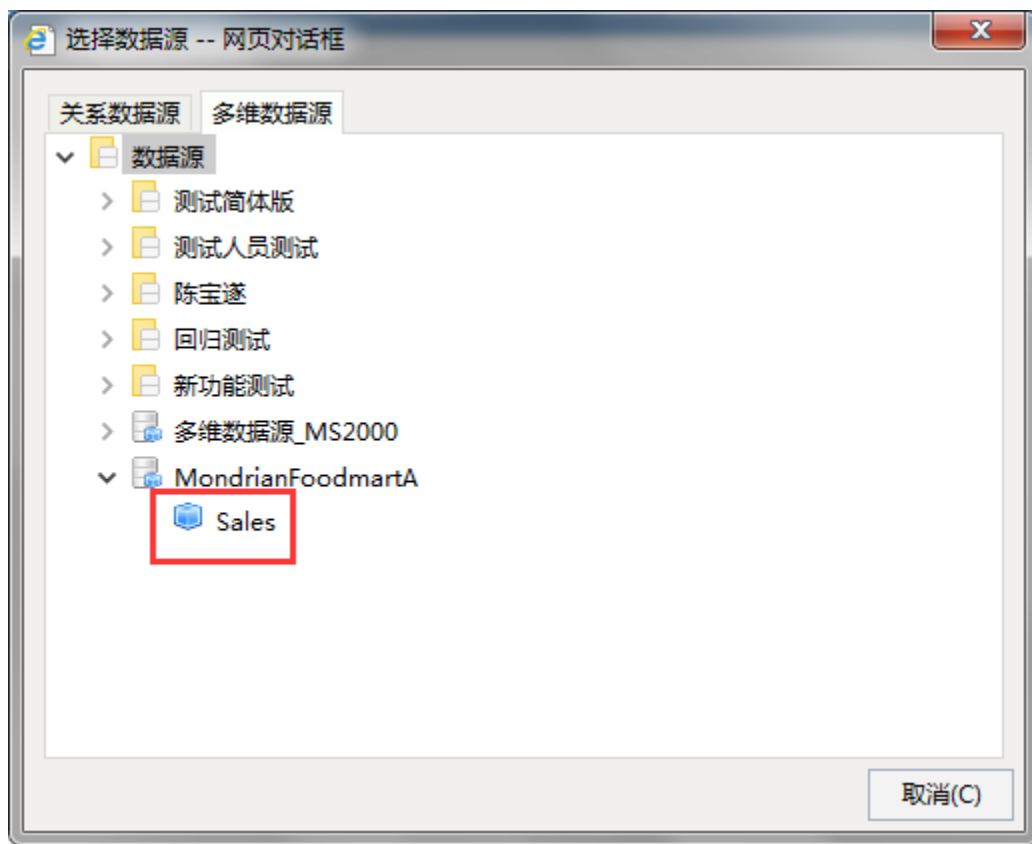 选择数据源 -- 网页对话框
关系数据源 多维数据源
数据源
测试简体版
测试人员测试
陈宝遂
回归测试
新功能测试
多维数据源_MS2000
MondrianFoodmartA
Sales
取消(C)